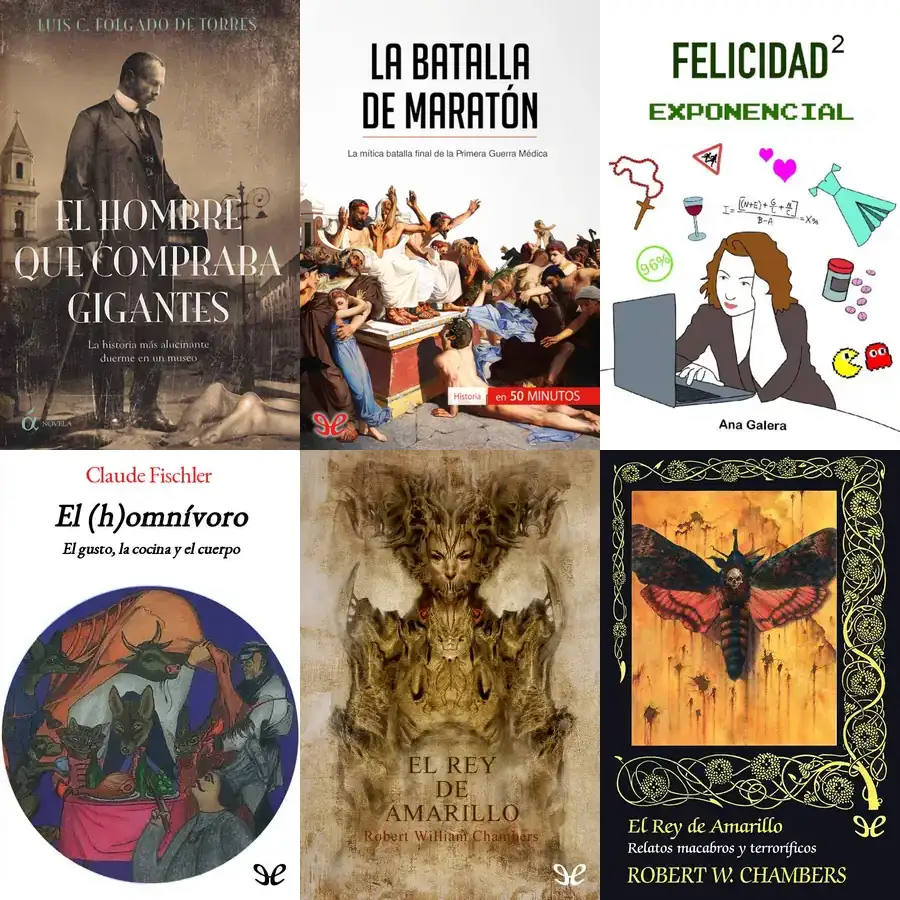 LUIS C. FOLGADO DE TORRES
EL HOMBRE
QUE COMPRABA
GIGANTES
La historia más alucinante
duerme en un museo
α NOVELA
LA BATALLA
DE MARATÓN
La mítica batalla final de la Primera Guerra Médica
Historia en 50 MINUTOS
FELICIDAD²
EXPONENCIAL
I = [(N+E) + G/L + N/C] / B-A = X%
96%
Ana Galera
Claude Fischler
El (h)omnívoro
El gusto, la cocina y el cuerpo
EL REY
DE
AMARILLO
Robert William Chambers
El Rey de Amarillo
Relatos macabros y terroríficos
ROBERT W. CHAMBERS